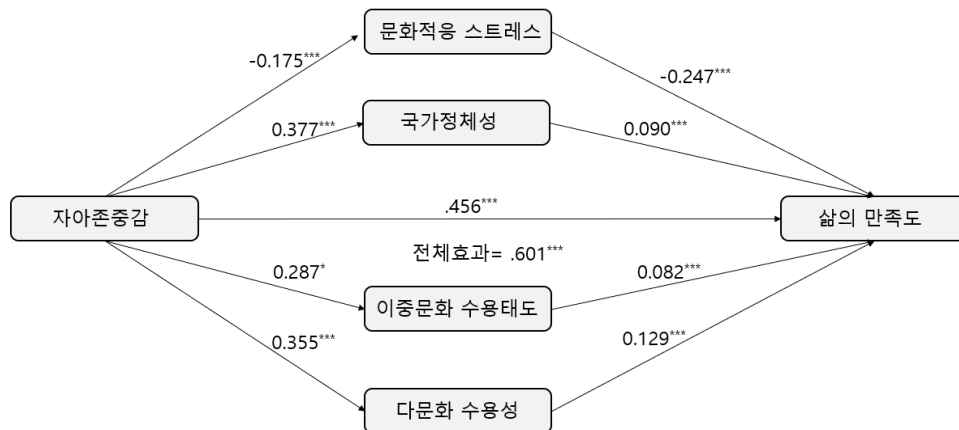 문화적응 스트레스
-0.175***
-0.247***
국가정체성
0.377***
0.090***
자아존중감
.456***
삶의 만족도
전체효과= .601***
0.287*
0.082***
이중문화 수용태도
0.355***
0.129***
다문화 수용성